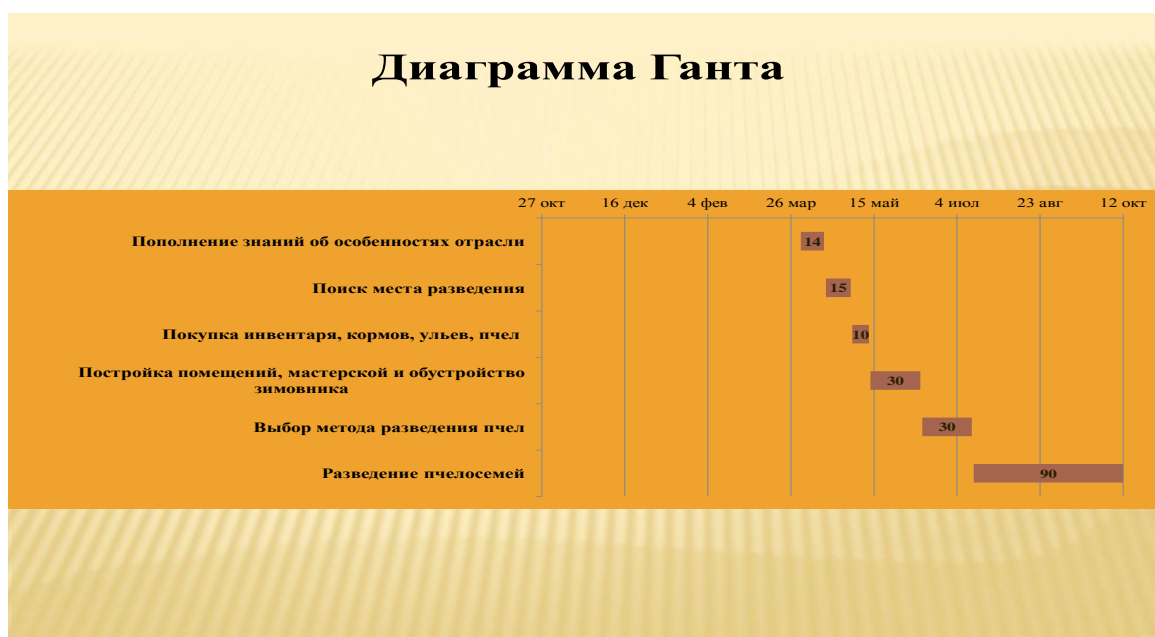 Диаграмма Ганта
27 окт 16 дек 4 фев 26 мар 15 май 4 июл 23 авг 12 окт
Пополнение знаний об особенностях отрасли 14
Поиск места разведения 15
Покупка инвентаря, кормов, ульев, пчел 10
Постройка помещений, мастерской и обустройство
зимовника
30
Выбор метода разведения пчел 30
Разведение пчелосемей 90